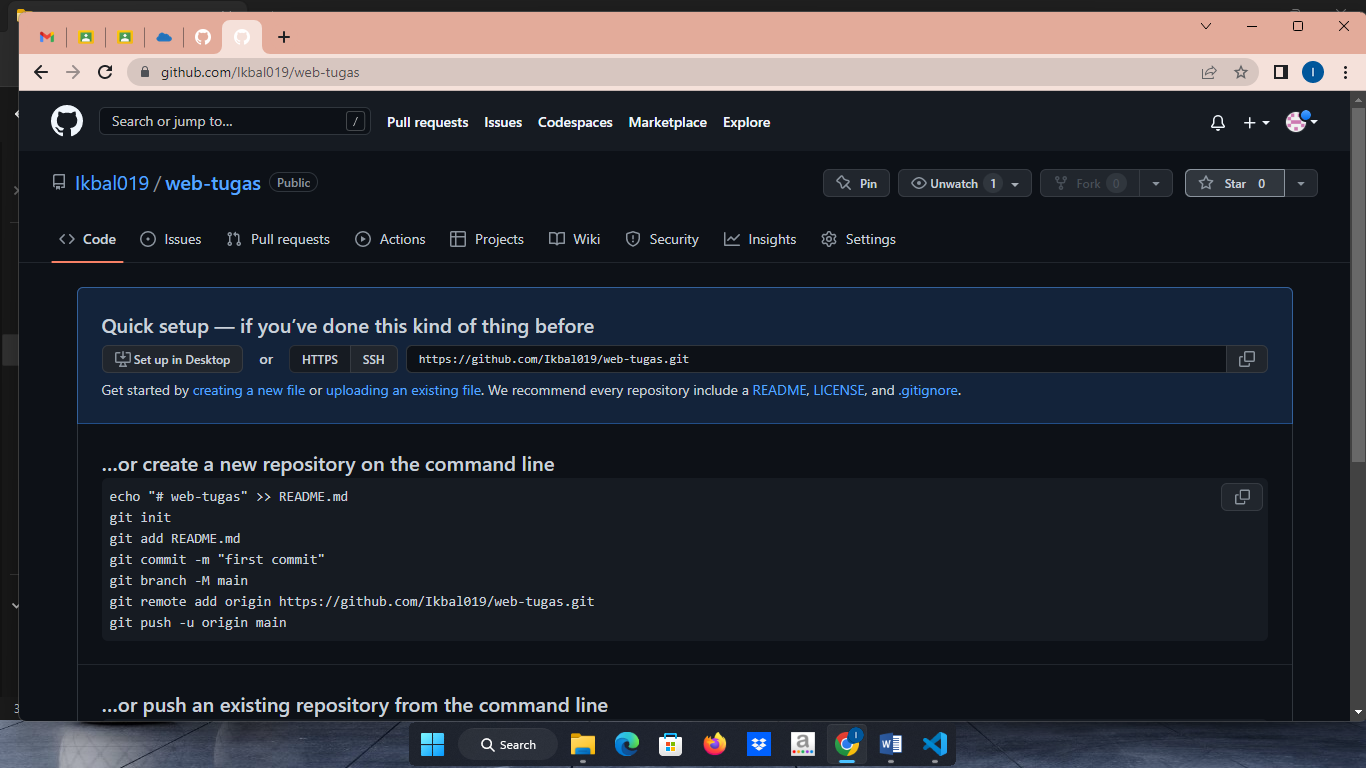 github.com/Ikbal019/web-tugas
I
Search or jump to...
/
Pull requests
Issues
Codespaces
Marketplace
Explore
Ikbal019 / web-tugas
Public
Pin
Unwatch 1
Fork 0
Star 0
Code
Issues
Pull requests
Actions
Projects
Wiki
Security
Insights
Settings
Quick setup — if you’ve done this kind of thing before
Set up in Desktop
or
HTTPS
SSH
https://github.com/Ikbal019/web-tugas.git
Get started by creating a new file or uploading an existing file. We recommend every repository include a README, LICENSE, and .gitignore.
…or create a new repository on the command line
echo "# web-tugas" >> README.md
git init
git add README.md
git commit -m "first commit"
git branch -M main
git remote add origin https://github.com/Ikbal019/web-tugas.git
git push -u origin main
…or push an existing repository from the command line
3
Search
a
I
W